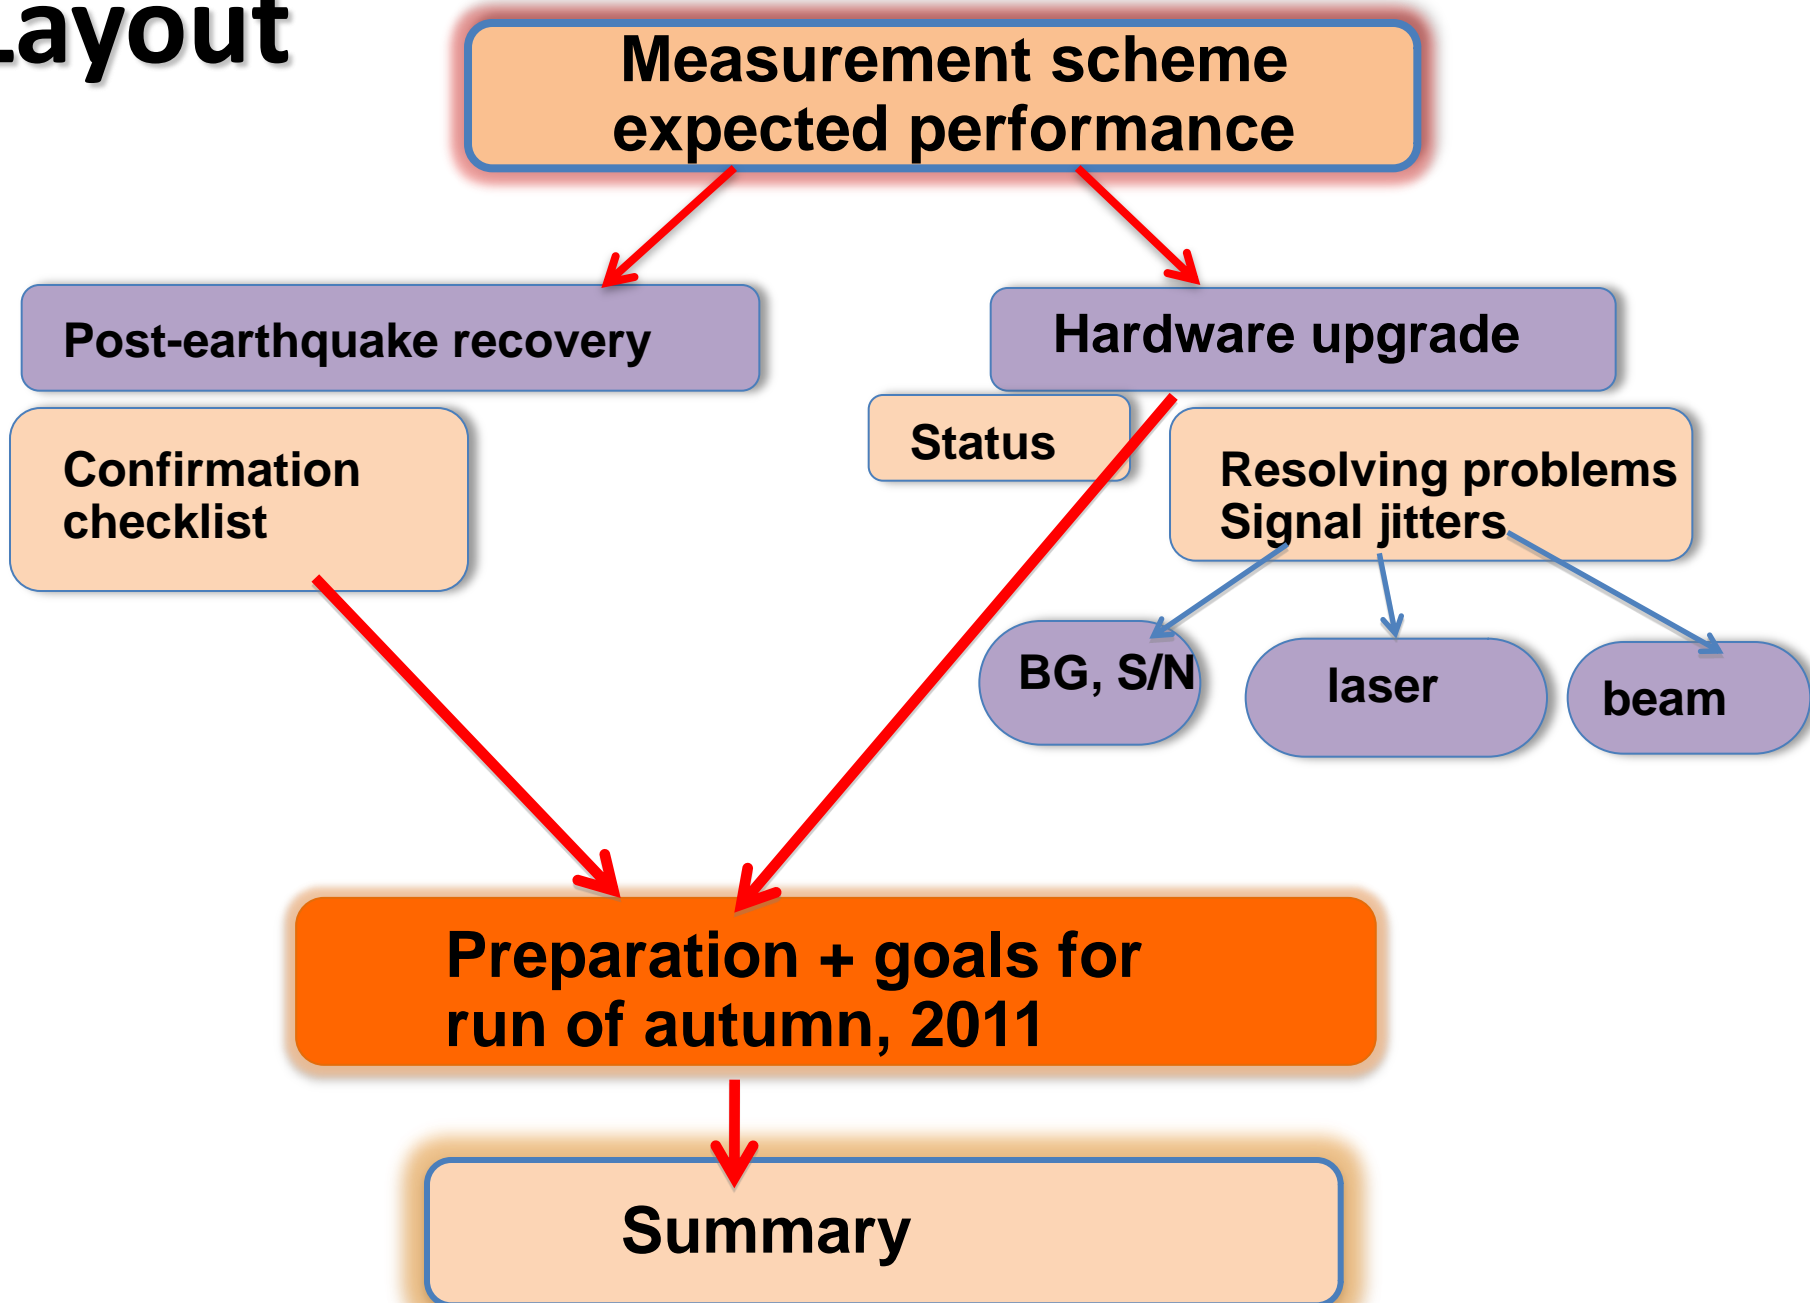 Layout
Measurement scheme
expected performance
Post-earthquake recovery
Hardware upgrade
Confirmation
checklist
Status
Resolving problems
Signal jitters
BG, S/N
laser
beam
Preparation + goals for
run of autumn, 2011
Summary